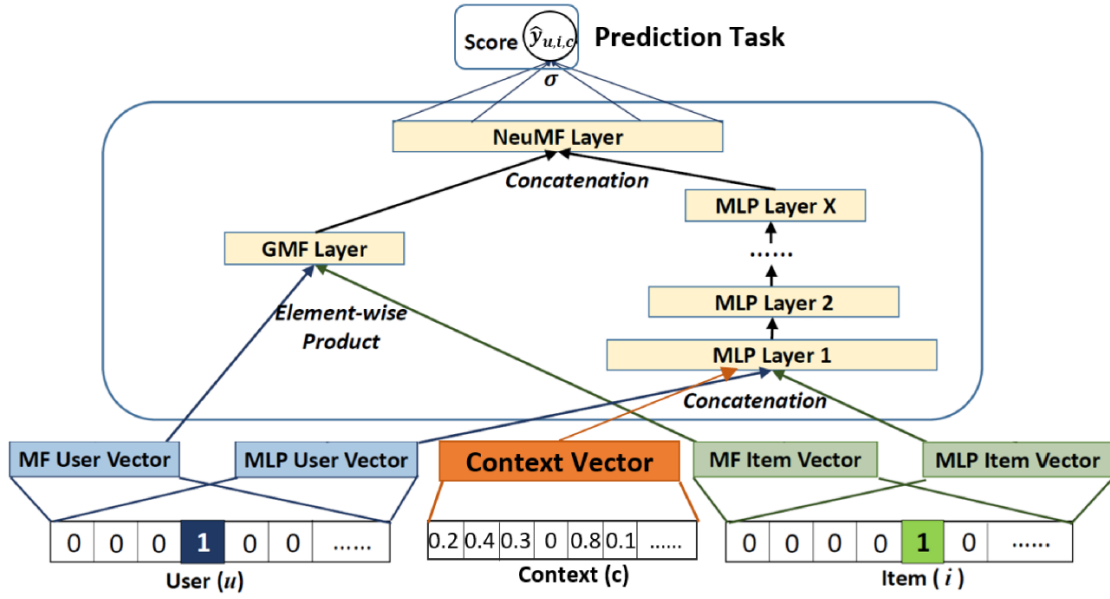 Score ŷu,i,c Prediction Task
σ
NeuMF Layer
Concatenation
MLP Layer X
GMF Layer
......
Element-wise
Product
MLP Layer 2
MLP Layer 1
Concatenation
MF User Vector MLP User Vector Context Vector MF Item Vector MLP Item Vector
0 0 0 1 0 0 ...... 0.2 0.4 0.3 0 0.8 0.1 ...... 0 0 0 0 1 0 ......
User (u) Context (c) Item ( i )